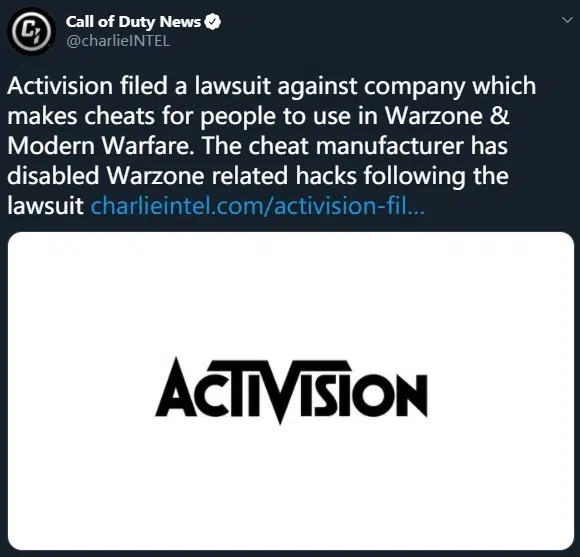 Call of Duty News
@charlieINTEL
Activision filed a lawsuit against company which
makes cheats for people to use in Warzone &
Modern Warfare. The cheat manufacturer has
disabled Warzone related hacks following the
lawsuit charlieintel.com/activision-fil...
ACTIVISION